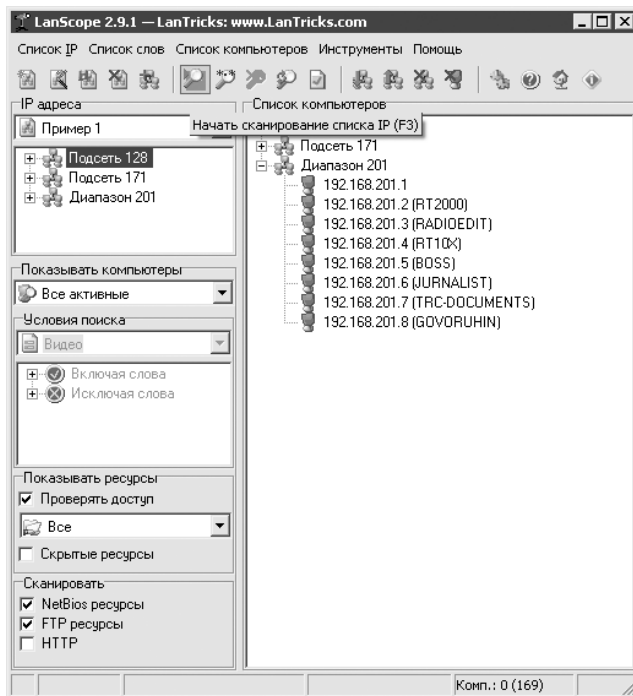 LanScope 2.9.1 — LanTricks: www.LanTricks.com
Список IP Список слов Список компьютеров Инструменты Помощь
IP адреса
Пример 1
Подсеть 128
Подсеть 171
Диапазон 201
Показывать компьютеры
Все активные
Условия поиска
Видео
Включая слова
Исключая слова
Показывать ресурсы
Проверять доступ
Все
Скрытые ресурсы
Сканировать
NetBios ресурсы
FTP ресурсы
HTTP
Список компьютеров
Начать сканирование списка IP (F3)
Подсеть 171
Диапазон 201
192.168.201.1
192.168.201.2 (RT2000)
192.168.201.3 (RADIOEDIT)
192.168.201.4 (RT10X)
192.168.201.5 (BOSS)
192.168.201.6 (JURNALIST)
192.168.201.7 (TRC-DOCUMENTS)
192.168.201.8 (GOVORUHIN)
Комп.: 0 (169)